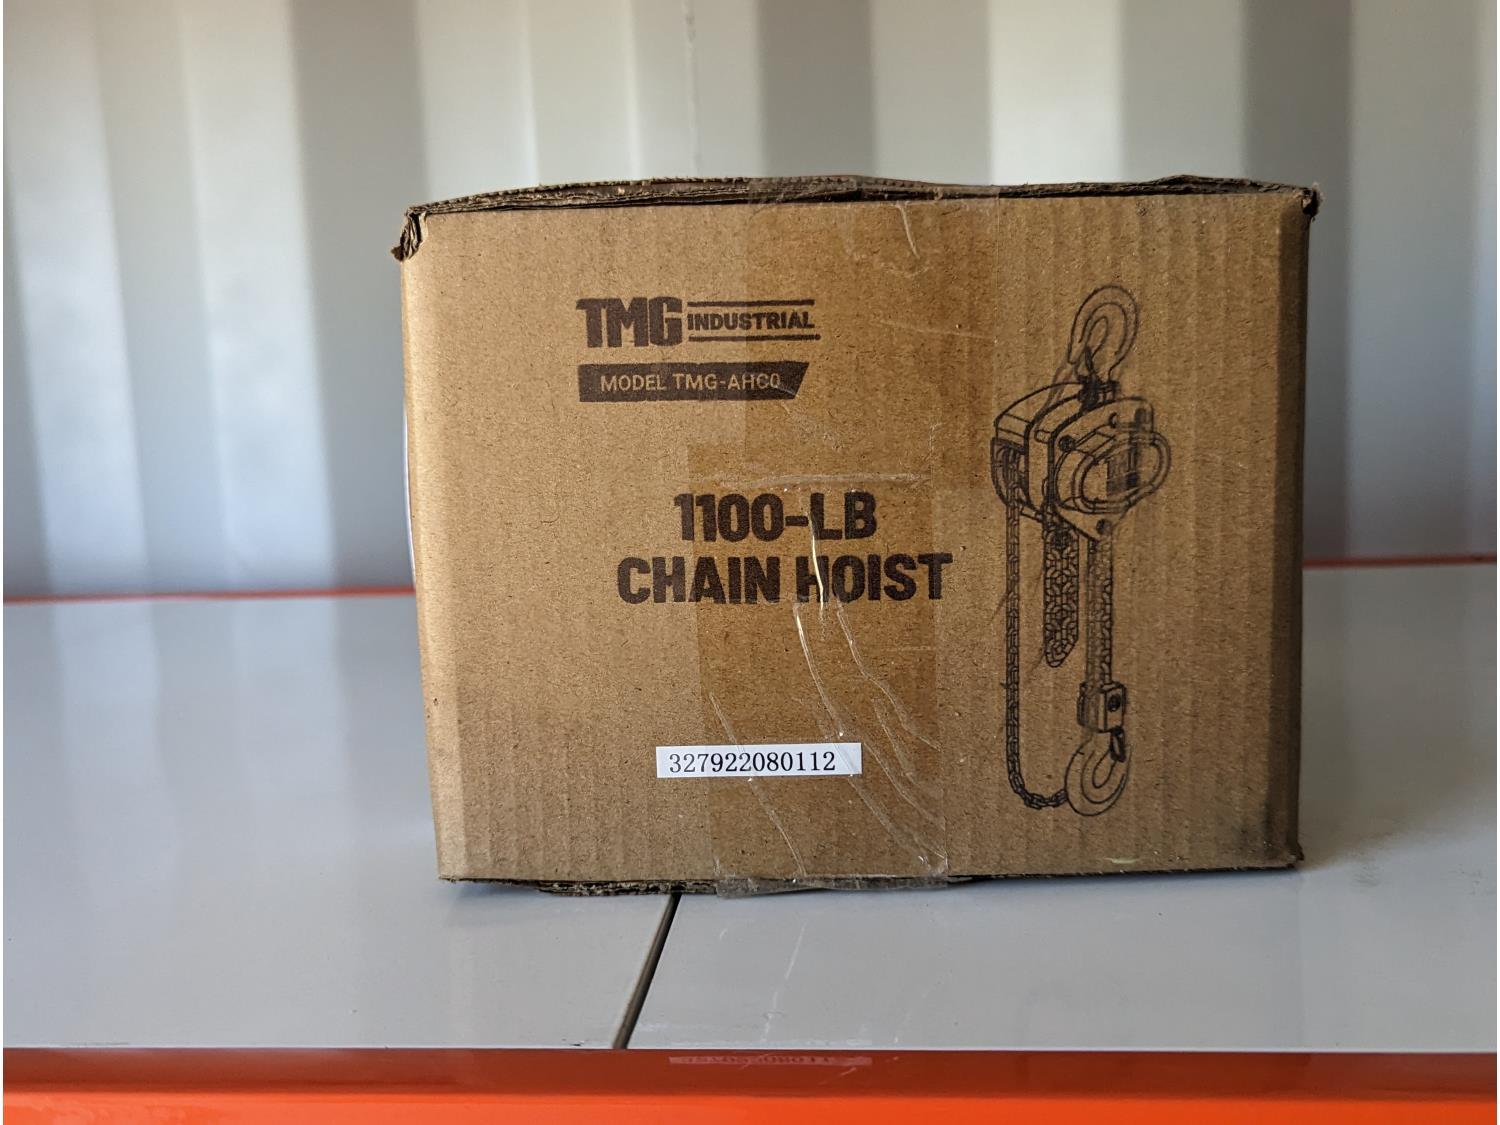 TMG INDUSTRIAL
MODEL TMG-AHC0
1100-LB
CHAIN HOIST
327922080112